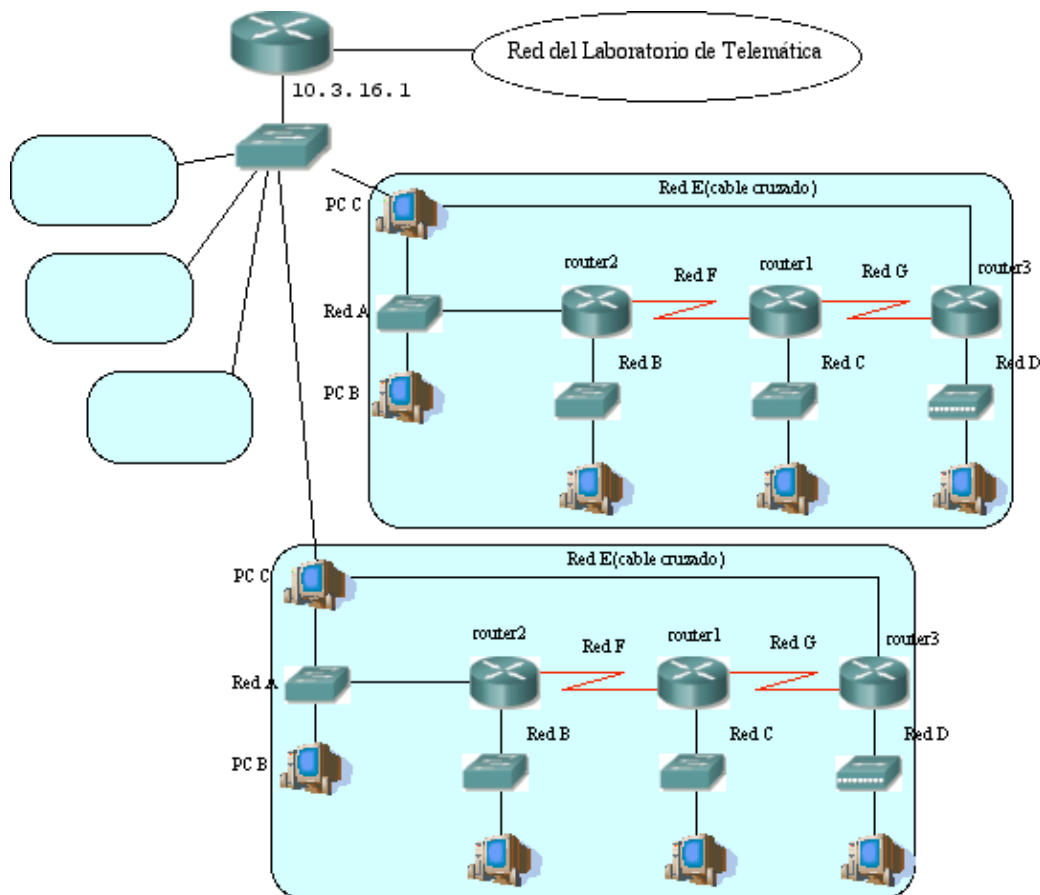 Red del Laboratorio de Telemática
10.3.16.1
Red E(cable cruzado)
PC C
router2
Red F
router1
Red G
router3
Red A
Red B
Red C
Red D
PC B
Red E(cable cruzado)
PC C
router2
Red F
router1
Red G
router3
Red A
Red B
Red C
Red D
PC B